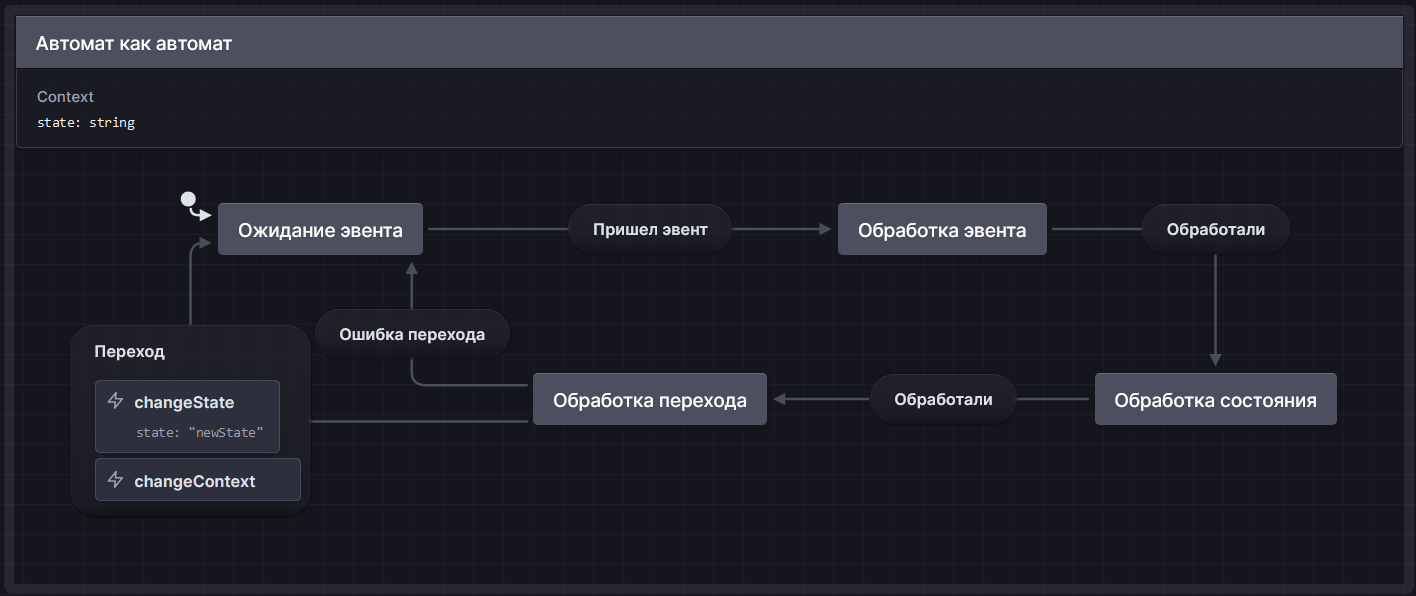 Автомат как автомат
Context
state: string
Ожидание эвента
Пришел эвент
Обработка эвента
Обработали
Ошибка перехода
Переход
changeState
state: "newState"
changeContext
Обработка перехода
Обработали
Обработка состояния